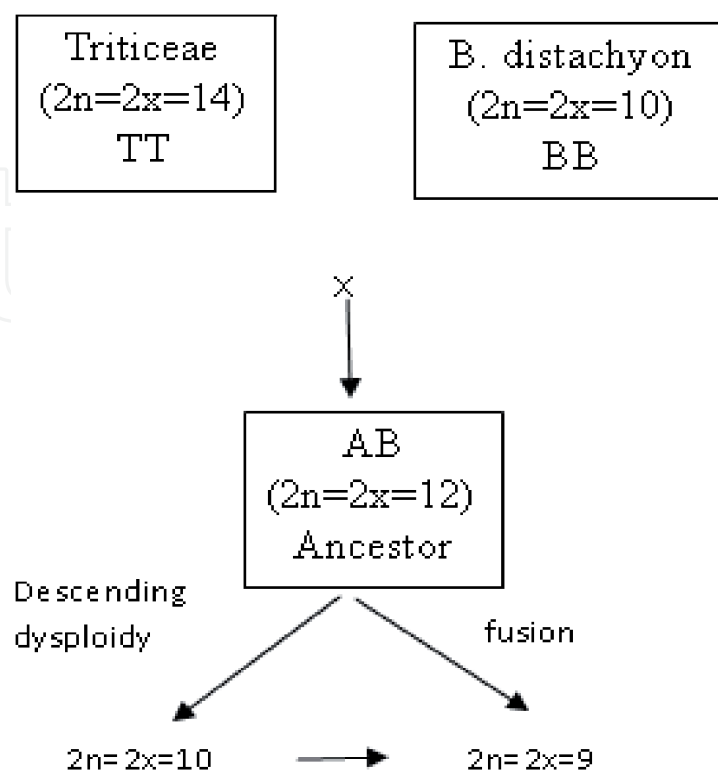 Triticeae
(2n=2x=14)
TT
B. distachyon
(2n=2x=10)
BB
X
AB
(2n=2x=12)
Ancestor
Descending
dysploidy
fusion
2n=2x=10
2n=2x=9